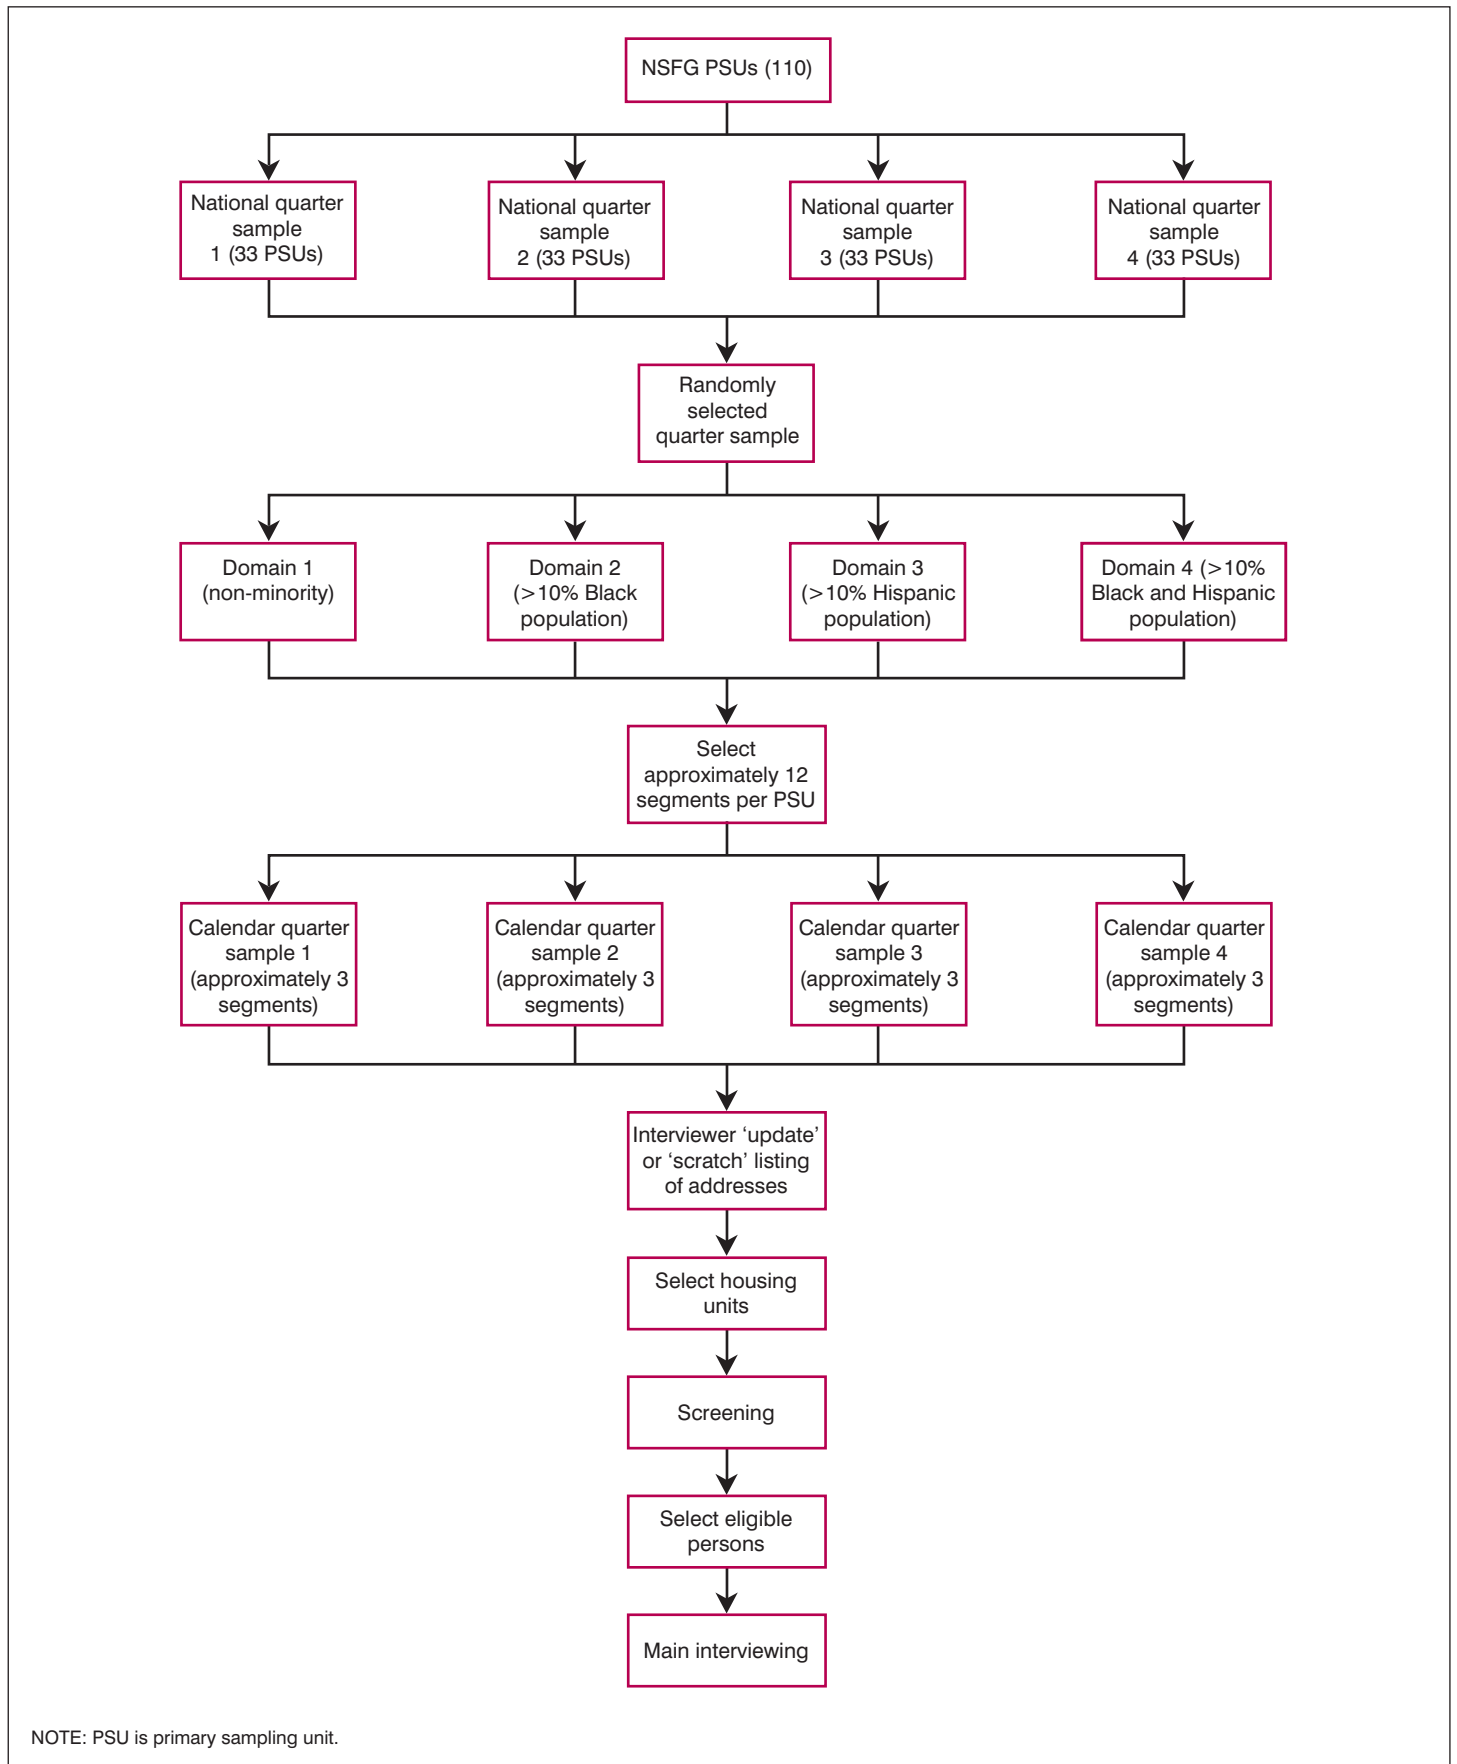 NSFG PSUs (110)
National quarter
sample
1 (33 PSUs)
National quarter
sample
2 (33 PSUs)
National quarter
sample
3 (33 PSUs)
National quarter
sample
4 (33 PSUs)
Randomly
selected
quarter sample
Domain 1
(non-minority)
Domain 2
(>10% Black
population)
Domain 3
(>10% Hispanic
population)
Domain 4 (>10%
Black and Hispanic
population)
Select
approximately 12
segments per PSU
Calendar quarter
sample 1
(approximately 3
segments)
Calendar quarter
sample 2
(approximately 3
segments)
Calendar quarter
sample 3
(approximately 3
segments)
Calendar quarter
sample 4
(approximately 3
segments)
Interviewer ‘update’
or ‘scratch’ listing
of addresses
Select housing
units
Screening
Select eligible
persons
Main interviewing
NOTE: PSU is primary sampling unit.